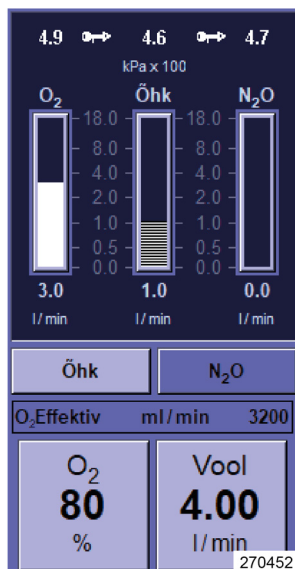 4.9 4.6 4.7
kPa x 100
O₂ Õhk N₂O
18.0 18.0
8.0 8.0
4.0 4.0
2.0 2.0
1.0 1.0
0.5 0.5
0.0 0.0
3.0 1.0 0.0
l/min l/min l/min
Õhk N₂O
O₂Effektiv ml/min 3200
O₂ Vool
80 4.00
% l/min
270452